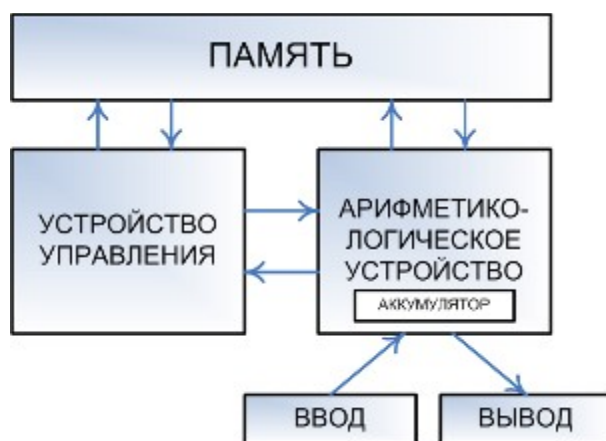 ПАМЯТЬ
УСТРОЙСТВО
УПРАВЛЕНИЯ
АРИФМЕТИКО-
ЛОГИЧЕСКОЕ
УСТРОЙСТВО
АККУМУЛЯТОР
ВВОД
ВЫВОД